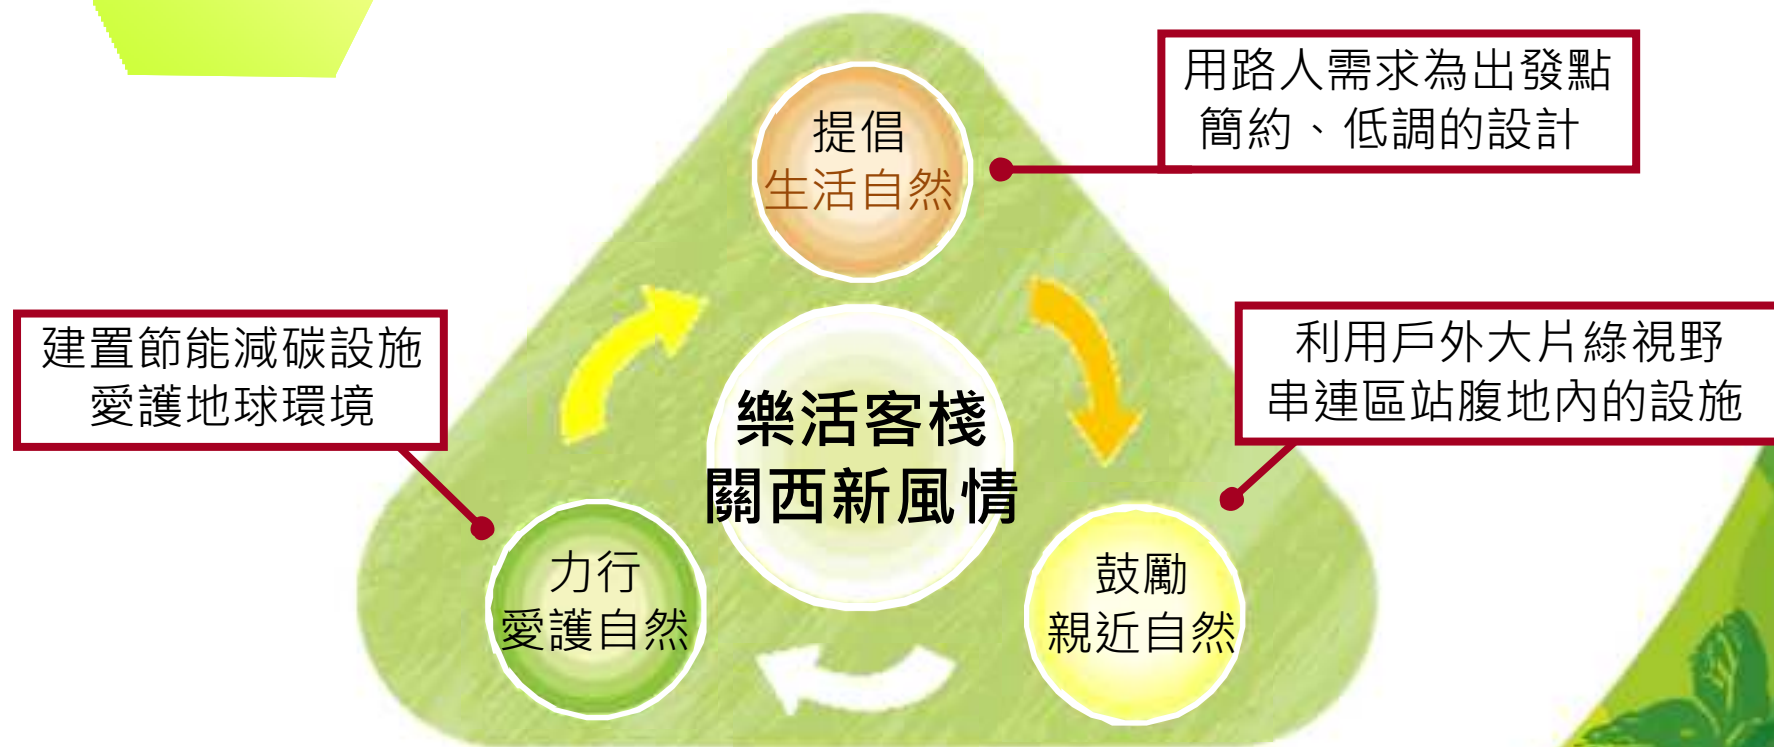 用路人需求為出發點
簡約、低調的設計
提倡
生活自然
建置節能減碳設施
愛護地球環境
利用戶外大片綠視野
串連區站腹地內的設施
樂活客棧
關西新風情
力行
愛護自然
鼓勵
親近自然